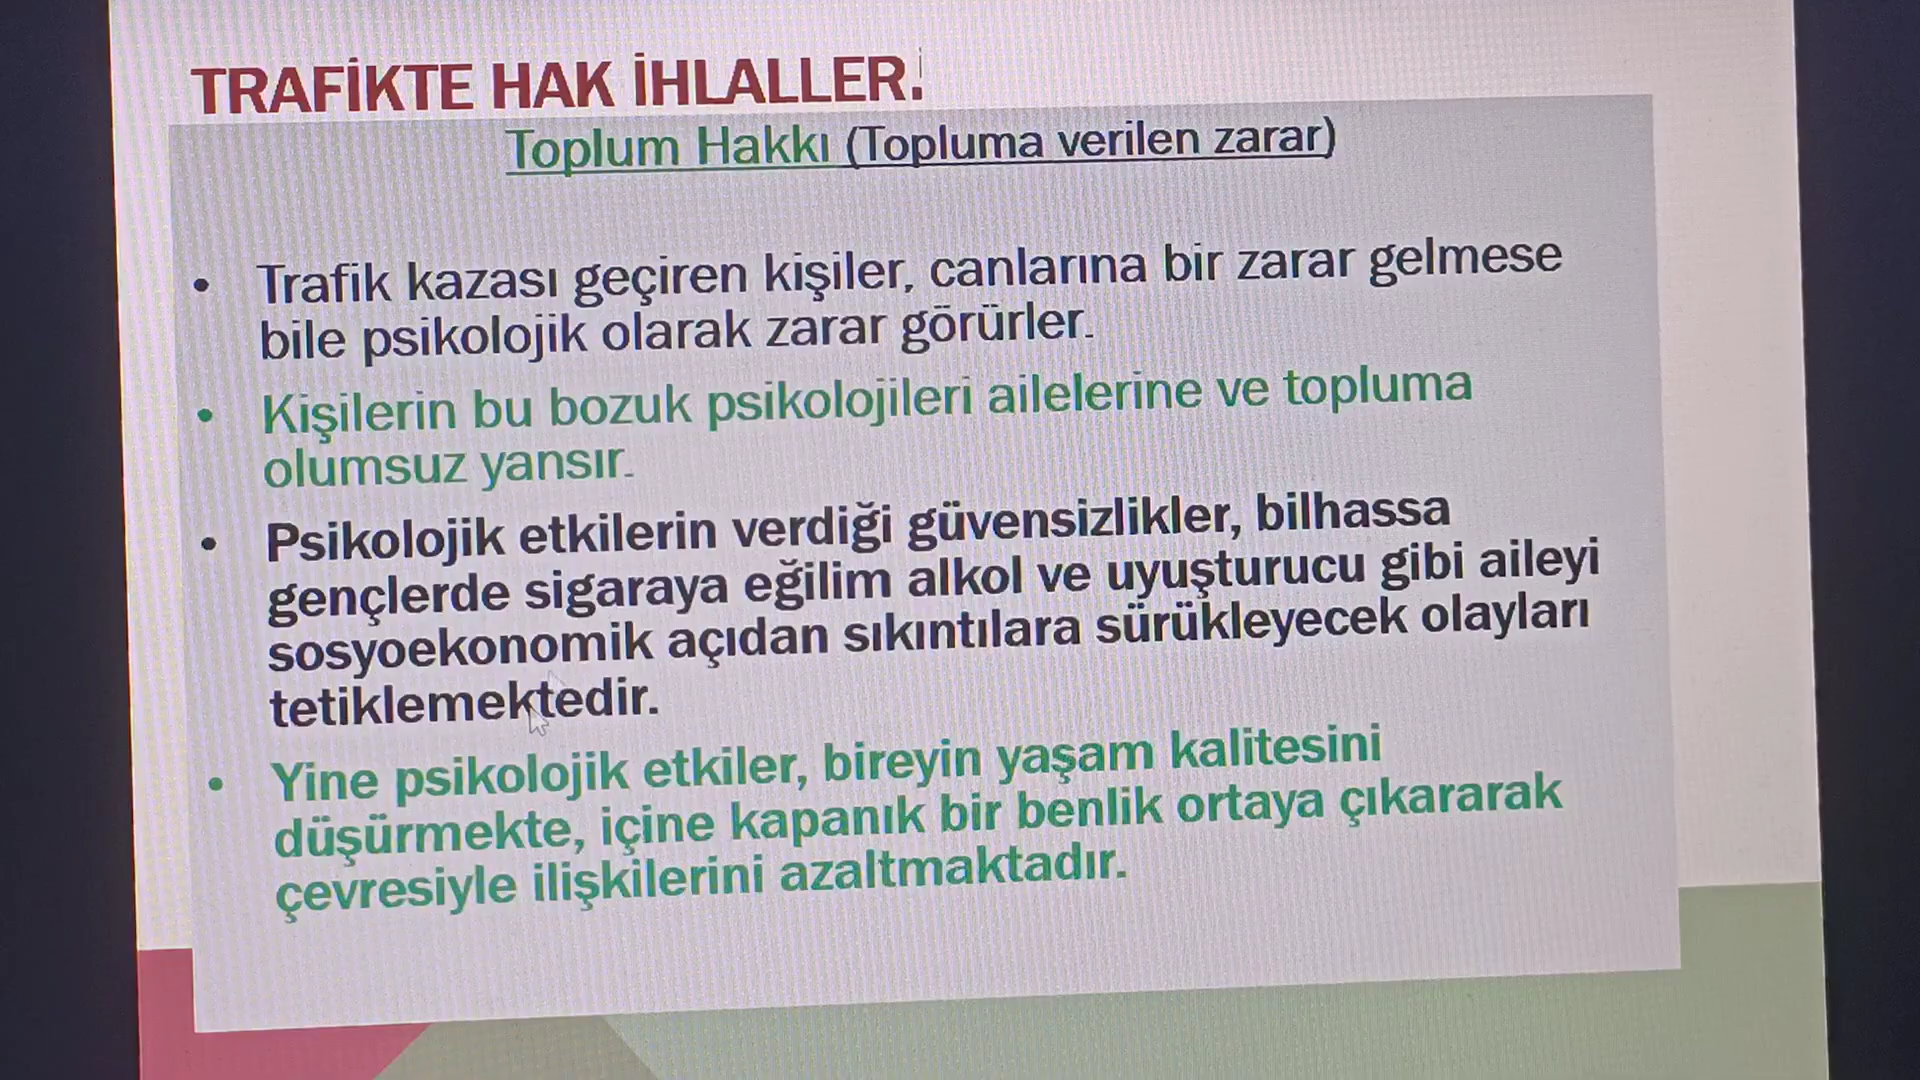 TRAFİKTE HAK İHLALLER.
Toplum Hakkı (Topluma verilen zarar)
• Trafik kazası geçiren kişiler, canlarına bir zarar gelmese
bile psikolojik olarak zarar görürler.
• Kişilerin bu bozuk psikolojileri ailelerine ve topluma
olumsuz yansır.
• Psikolojik etkilerin verdiği güvensizlikler, bilhassa
gençlerde sigaraya eğilim alkol ve uyuşturucu gibi aileyi
sosyoekonomik açıdan sıkıntılara sürükleyecek olayları
tetiklemektedir.
• Yine psikolojik etkiler, bireyin yaşam kalitesini
düşürmekte, içine kapanık bir benlik ortaya çıkararak
çevresiyle ilişkilerini azaltmaktadır.